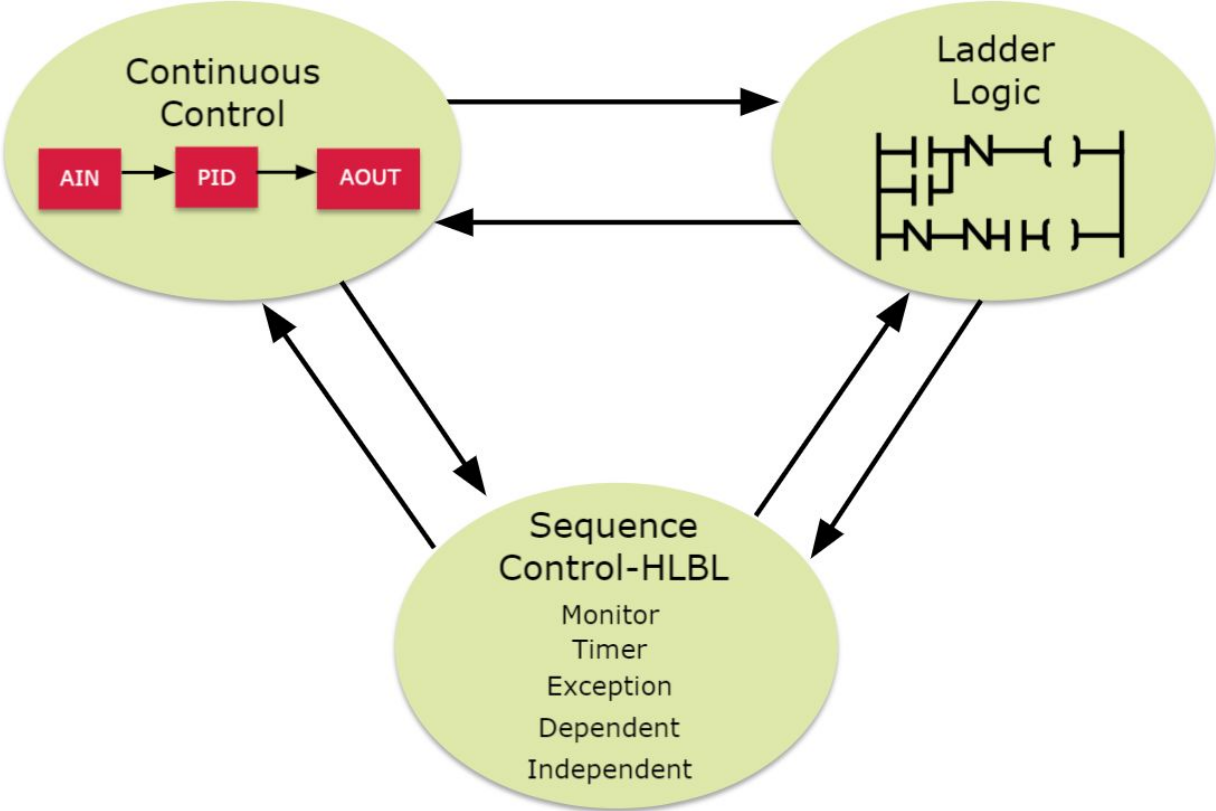 Continuous
Control
AIN
PID
AOUT
Ladder
Logic
Sequence
Control-HLBL
Monitor
Timer
Exception
Dependent
Independent